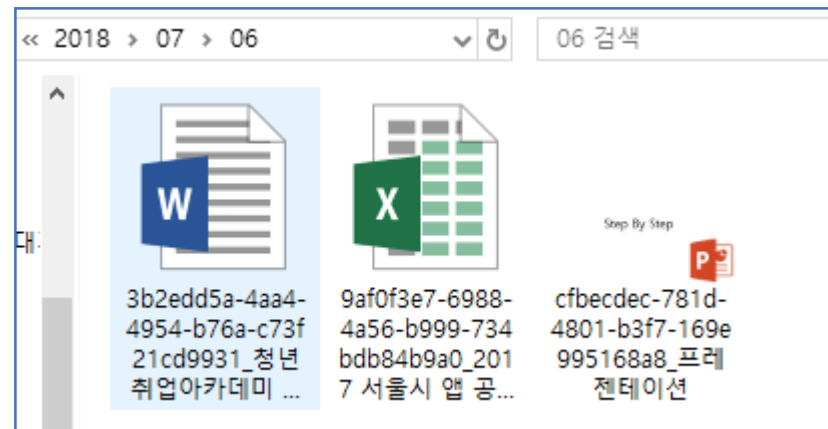 « 2018 › 07 › 06
06 검색
대
W
X
Step By Step
P
3b2edd5a-4aa4-
4954-b76a-c73f
21cd9931_청년
취업아카데미 ...
9af0f3e7-6988-
4a56-b999-734
bdb84b9a0_201
7 서울시 앱 공...
cfbecdec-781d-
4801-b3f7-169e
995168a8_프레
젠테이션